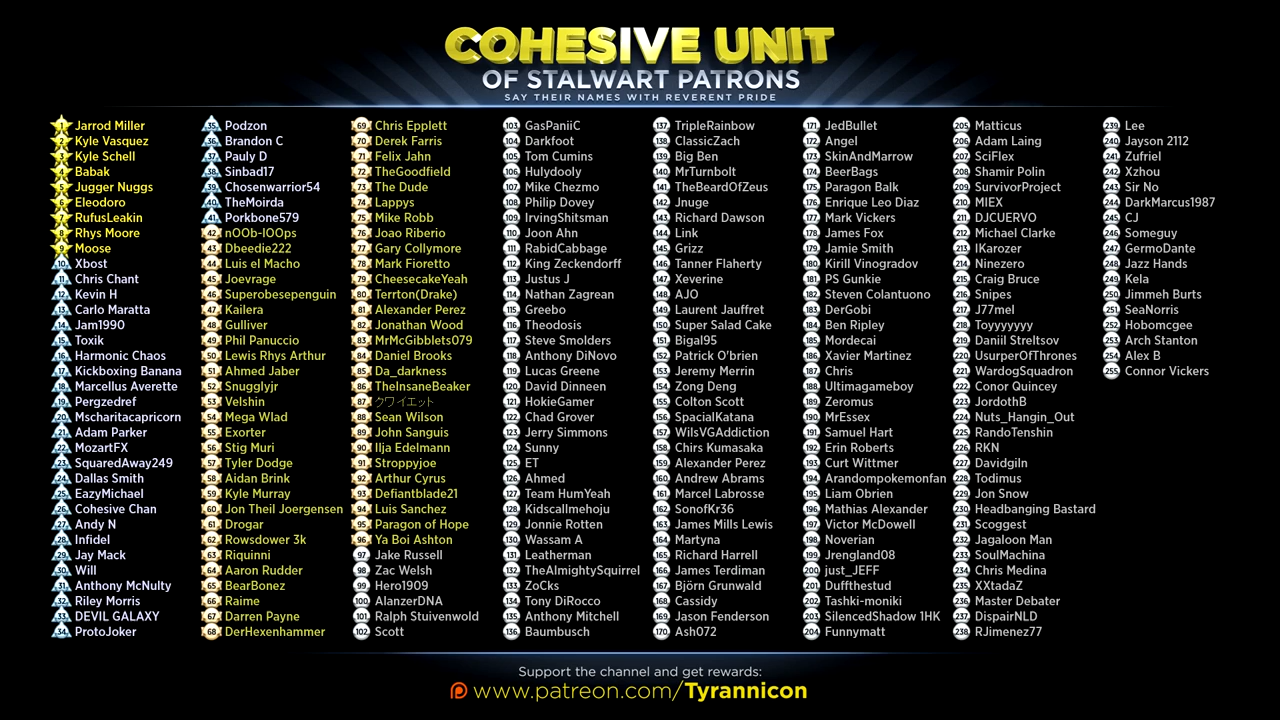 COHESIVE UNIT
OF STALWART PATRONS
SAY THEIR NAMES WITH REVERENT PRIDE
1 Jarrod Miller
2 Kyle Vasquez
3 Kyle Schell
4 Babak
5 Jugger Nuggs
6 Eleodoro
7 RufusLeakin
8 Rhys Moore
9 Moose
10 Xbost
11 Chris Chant
12 Kevin H
13 Carlo Maratta
14 Jam1990
15 Toxik
16 Harmonic Chaos
17 Kickboxing Banana
18 Marcellus Averette
19 Pergzedref
20 Mscharitacapricorn
21 Adam Parker
22 MozartFX
23 SquaredAway249
24 Dallas Smith
25 EazyMichael
26 Cohesive Chan
27 Andy N
28 Infidel
29 Jay Mack
30 Will
31 Anthony McNulty
32 Riley Morris
33 DEVIL GALAXY
34 ProtoJoker
35 Podzon
36 Brandon C
37 Pauly D
38 Sinbad17
39 Chosenwarrior54
40 TheMoirda
41 Porkbone579
42 nOOb-lOOps
43 Dbeedie222
44 Luis el Macho
45 Joevrage
46 Superobesepenguin
47 Kailera
48 Gulliver
49 Phil Panuccio
50 Lewis Rhys Arthur
51 Ahmed Jaber
52 Snugglyjr
53 Velshin
54 Mega Wlad
55 Exorter
56 Stig Muri
57 Tyler Dodge
58 Aidan Brink
59 Kyle Murray
60 Jon Theil Joergensen
61 Drogar
62 Rowsdower 3k
63 Riquinni
64 Aaron Rudder
65 BearBonez
66 Raime
67 Darren Payne
68 DerHexenhammer
69 Chris Epplett
70 Derek Farris
71 Felix Jahn
72 TheGoodfield
73 The Dude
74 Lappys
75 Mike Robb
76 Joao Riberio
77 Gary Collymore
78 Mark Fioretto
79 CheesecakeYeah
80 Terrton(Drake)
81 Alexander Perez
82 Jonathan Wood
83 MrMcGibblets079
84 Daniel Brooks
85 Da_darkness
86 TheInsaneBeaker
87 クワイエット
88 Sean Wilson
89 John Sanguis
90 Ilja Edelmann
91 Stroppyjoe
92 Arthur Cyrus
93 Defiantblade21
94 Luis Sanchez
95 Paragon of Hope
96 Ya Boi Ashton
97 Jake Russell
98 Zac Welsh
99 Hero1909
100 AlanzerDNA
101 Ralph Stuivenwold
102 Scott
103 GasPaniiC
104 Darkfoot
105 Tom Cumins
106 Hulydooly
107 Mike Chezmo
108 Philip Dovey
109 IrvingShitsman
110 Joon Ahn
111 RabidCabbage
112 King Zeckendorff
113 Justus J
114 Nathan Zagrean
115 Greebo
116 Theodosis
117 Steve Smolders
118 Anthony DiNovo
119 Lucas Greene
120 David Dinneen
121 HokieGamer
122 Chad Grover
123 Jerry Simmons
124 Sunny
125 ET
126 Ahmed
127 Team HumYeah
128 Kidscallmehoju
129 Jonnie Rotten
130 Wassam A
131 Leatherman
132 TheAlmightySquirrel
133 ZoCks
134 Tony DiRocco
135 Anthony Mitchell
136 Baumbusch
137 TripleRainbow
138 ClassicZach
139 Big Ben
140 MrTurnbolt
141 TheBeardOfZeus
142 Jnuge
143 Richard Dawson
144 Link
145 Grizz
146 Tanner Flaherty
147 Xeverine
148 AJO
149 Laurent Jauffret
150 Super Salad Cake
151 Bigal95
152 Patrick O'brien
153 Jeremy Merrin
154 Zong Deng
155 Colton Scott
156 SpacialKatana
157 WilsVGAddiction
158 Chirs Kumasaka
159 Alexander Perez
160 Andrew Abrams
161 Marcel Labrosse
162 SonofKr36
163 James Mills Lewis
164 Martyna
165 Richard Harrell
166 James Terdiman
167 Björn Grunwald
168 Cassidy
169 Jason Fenderson
170 Ash072
171 JedBullet
172 Angel
173 SkinAndMarrow
174 BeerBags
175 Paragon Balk
176 Enrique Leo Diaz
177 Mark Vickers
178 James Fox
179 Jamie Smith
180 Kirill Vinogradov
181 PS Gunkie
182 Steven Colantuono
183 DerGobi
184 Ben Ripley
185 Mordecai
186 Xavier Martinez
187 Chris
188 Ultimagameboy
189 Zeromus
190 MrEssex
191 Samuel Hart
192 Erin Roberts
193 Curt Wittmer
194 Arandompokemonfan
195 Liam Obrien
196 Mathias Alexander
197 Victor McDowell
198 Noverian
199 Jrengland08
200 just_JEFF
201 Duffthestud
202 Tashki-moniki
203 SilencedShadow 1HK
204 Funnymatt
205 Matticus
206 Adam Laing
207 SciFlex
208 Shamir Polin
209 SurvivorProject
210 MIEX
211 DJCUERVO
212 Michael Clarke
213 IKarozer
214 Ninezero
215 Craig Bruce
216 Snipes
217 J77mel
218 Toyyyyyyy
219 Daniil Streltsov
220 UsurperOfThrones
221 WardogSquadron
222 Conor Quincey
223 JordothB
224 Nuts_Hangin_Out
225 RandoTenshin
226 RKN
227 Davidgiln
228 Todimus
229 Jon Snow
230 Headbanging Bastard
231 Scoggest
232 Jagaloon Man
233 SoulMachina
234 Chris Medina
235 XXtadaZ
236 Master Debater
237 DispairNLD
238 RJimenez77
239 Lee
240 Jayson 2112
241 Zufriel
242 Xzhou
243 Sir No
244 DarkMarcus1987
245 CJ
246 Someguy
247 GermoDante
248 Jazz Hands
249 Kela
250 Jimmeh Burts
251 SeaNorris
252 Hobomcgee
253 Arch Stanton
254 Alex B
255 Connor Vickers
Support the channel and get rewards:
www.patreon.com/Tyrannicon